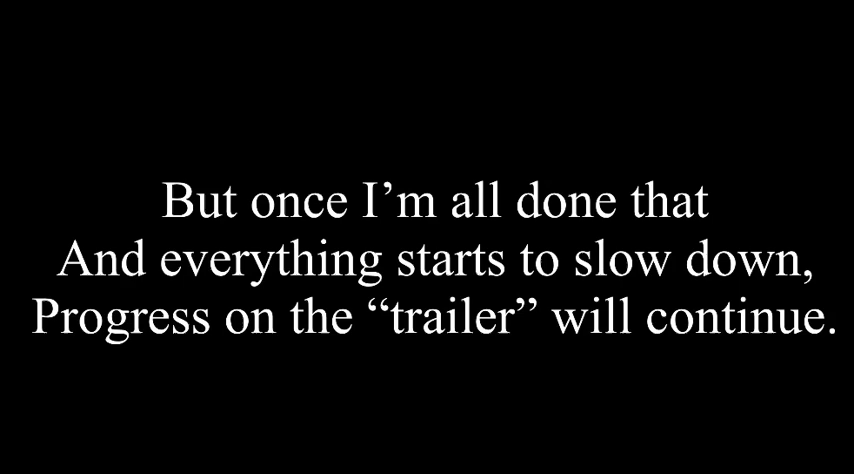 But once I’m all done that
And everything starts to slow down,
Progress on the “trailer” will continue.